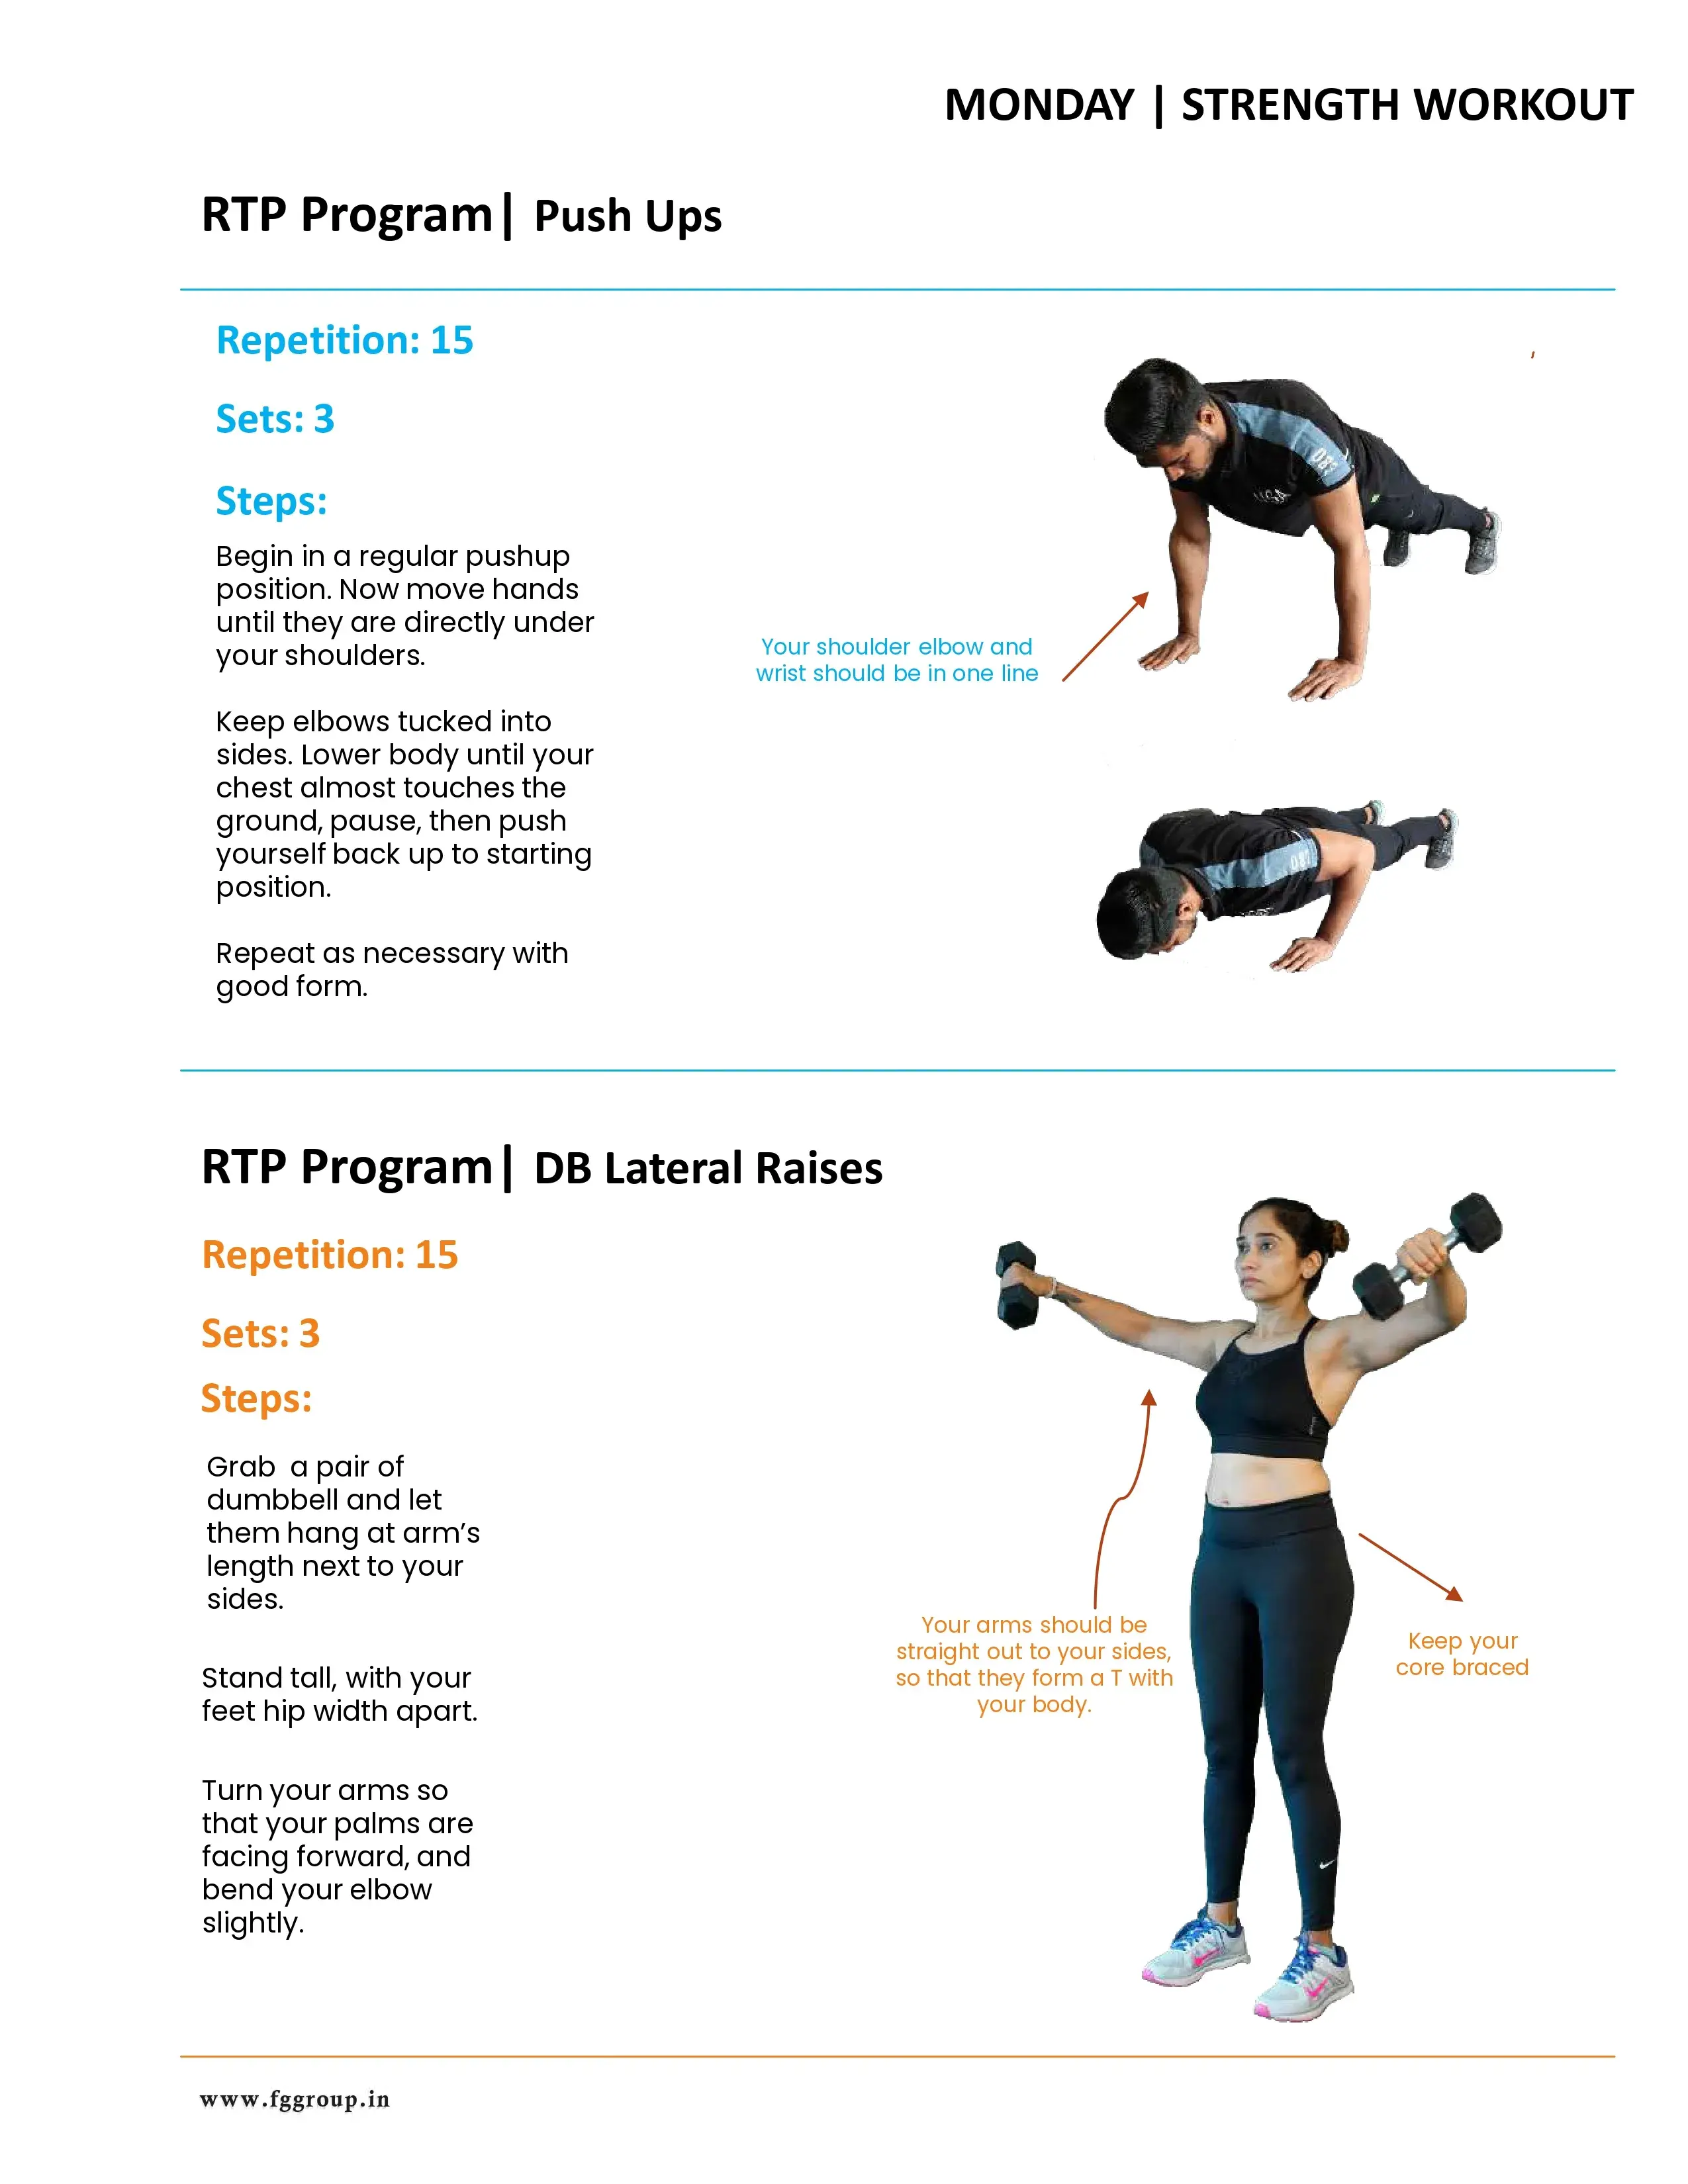 MONDAY | STRENGTH WORKOUT
RTP Program| Push Ups
Repetition: 15
Sets: 3
Steps:
Begin in a regular pushup
position. Now move hands
until they are directly under
your shoulders.
Keep elbows tucked into
sides. Lower body until your
chest almost touches the
ground, pause, then push
yourself back up to starting
position.
Repeat as necessary with
good form.
Your shoulder elbow and
wrist should be in one line
RTP Program| DB Lateral Raises
Repetition: 15
Sets: 3
Steps:
Grab a pair of
dumbbell and let
them hang at arm’s
length next to your
sides.
Stand tall, with your
feet hip width apart.
Turn your arms so
that your palms are
facing forward, and
bend your elbow
slightly.
Your arms should be
straight out to your sides,
so that they form a T with
your body.
Keep your
core braced
www.fggroup.in